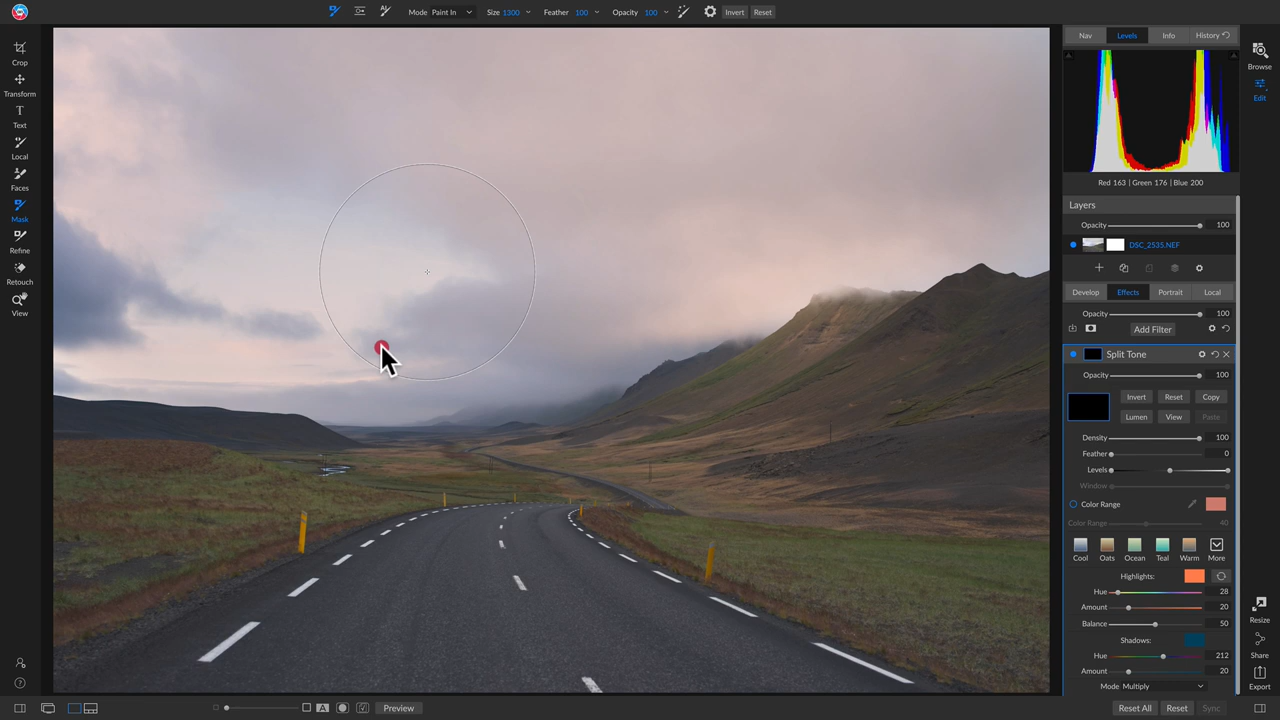 Mode Paint In Size 1300 Feather 100 Opacity 100 Invert Reset
Crop
Transform
Text
Local
Faces
Mask
Refine
Retouch
View
Nav Levels Info History
Red 163 | Green 176 | Blue 200
Layers
Opacity 100
DSC_2535.NEF
Develop Effects Portrait Local
Opacity 100
Add Filter
Split Tone
Opacity 100
Invert Reset Copy
Lumen View Paste
Density 100
Feather 0
Levels
Window
Color Range
Color Range 40
Cool Oats Ocean Teal Warm More
Highlights:
Hue 28
Amount 20
Balance 50
Shadows:
Hue 212
Amount 20
Mode Multiply
Browse
Edit
Resize
Share
Export
? A Preview Reset All Reset Sync